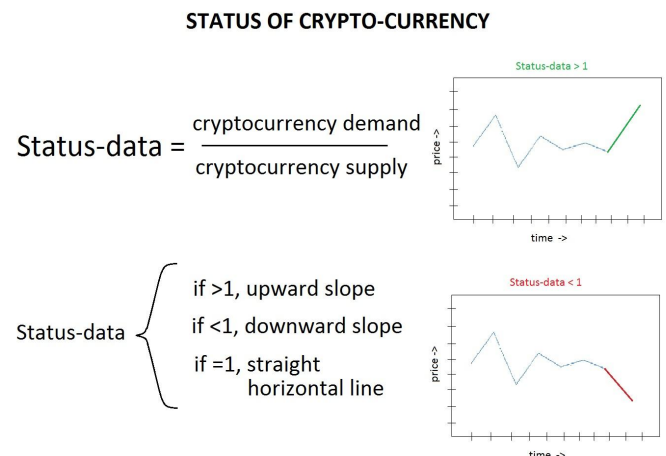 STATUS OF CRYPTO-CURRENCY
Status-data = cryptocurrency demand
cryptocurrency supply
Status-data > 1
price ->
time ->
Status-data
if >1, upward slope
if <1, downward slope
if =1, straight
horizontal line
Status-data < 1
price ->
time ->